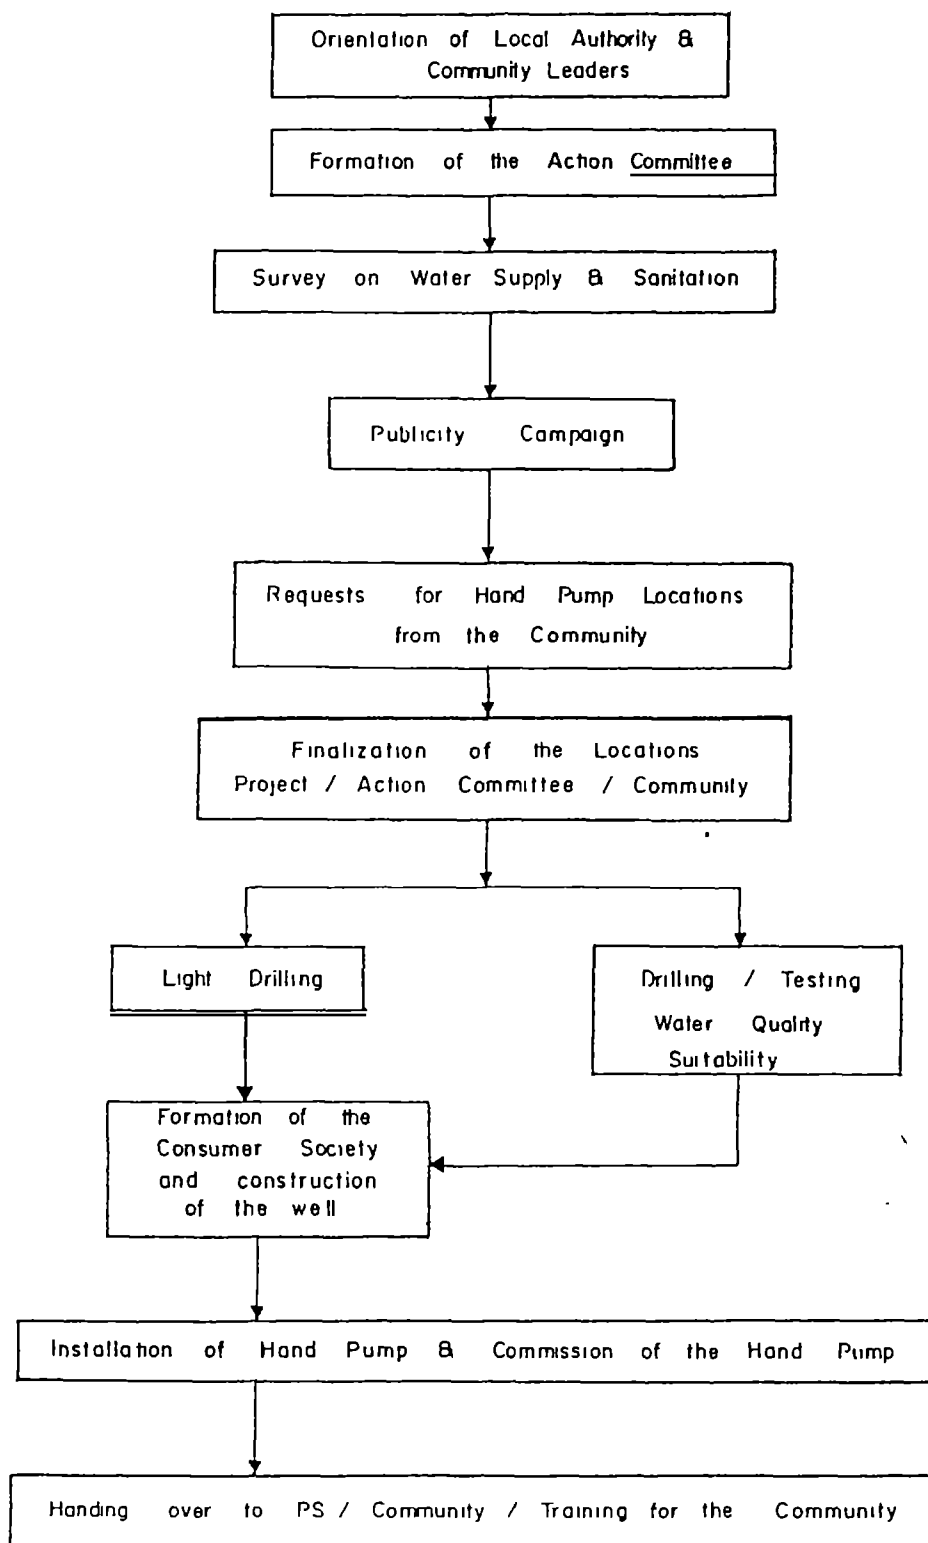 Orientation of Local Authority &
Community Leaders
Formation of the Action Committee
Survey on Water Supply & Sanitation
Publicity Campaign
Requests for Hand Pump Locations
from the Community
Finalization of the Locations
Project / Action Committee / Community
Light Drilling
Drilling / Testing
Water Quality
Suitability
Formation of the
Consumer Society
and construction
of the well
Installation of Hand Pump & Commission of the Hand Pump
Handing over to PS / Community / Training for the Community